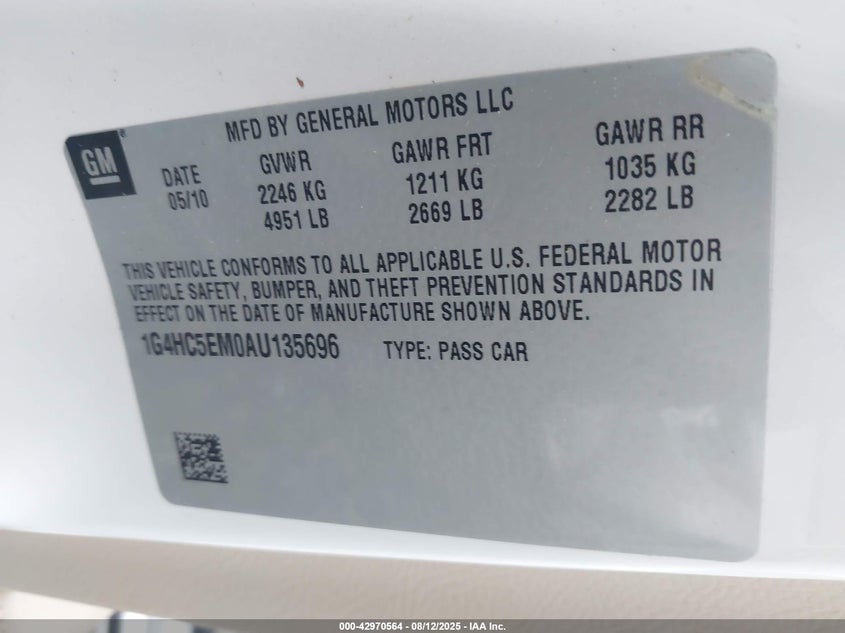 MFD BY GENERAL MOTORS LLC
GM®
DATE GVWR GAWR FRT GAWR RR
05/10 2246 KG 1211 KG 1035 KG
4951 LB 2669 LB 2282 LB
THIS VEHICLE CONFORMS TO ALL APPLICABLE U.S. FEDERAL MOTOR
VEHICLE SAFETY, BUMPER, AND THEFT PREVENTION STANDARDS IN
EFFECT ON THE DATE OF MANUFACTURE SHOWN ABOVE.
1G4HC5EM0AU135696 TYPE: PASS CAR
000-42970564 - 08/12/2025 - IAA Inc.